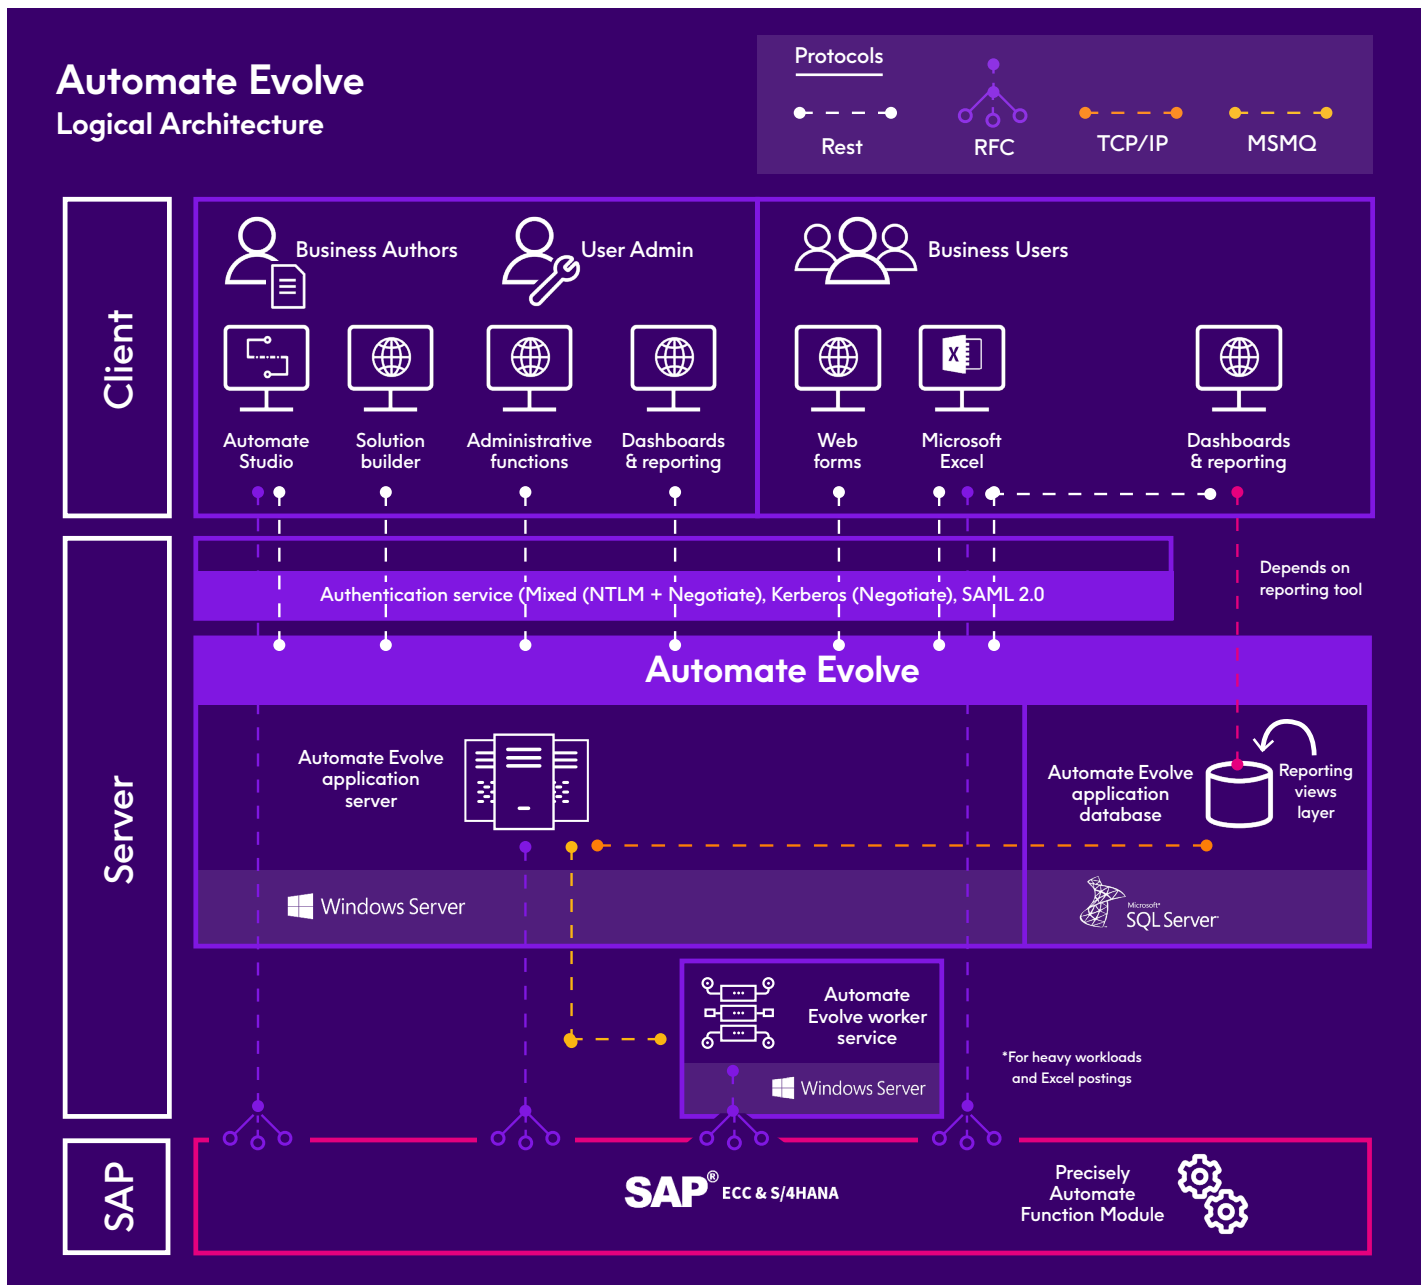 Automate Evolve
Logical Architecture
Protocols
Rest
RFC
TCP/IP
MSMQ
Client
Business Authors
User Admin
Business Users
X
Automate
Studio
Solution
builder
Administrative
functions
Dashboards
& reporting
Web
forms
Microsoft
Excel
Dashboards
& reporting
Server
Authentication service (Mixed (NTLM + Negotiate), Kerberos (Negotiate), SAML 2.0
Depends on
reporting tool
Automate Evolve
Automate Evolve
application
server
Automate Evolve
application
database
Reporting
views
layer
Windows Server
Microsoft®
SQL Server
Automate
Evolve worker
service
Windows Server
*For heavy workloads
and Excel postings
SAP
SAP® ECC & S/4HANA
Precisely
Automate
Function Module